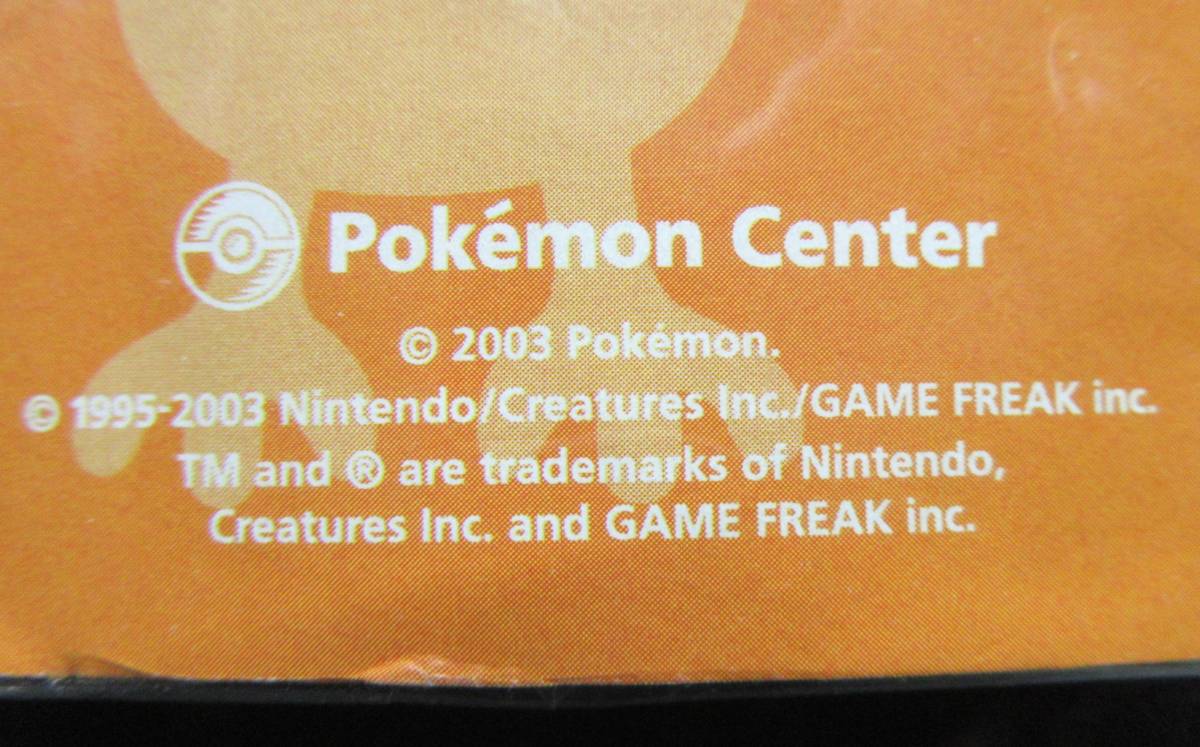 Pokémon Center
© 2003 Pokémon.
© 1995-2003 Nintendo/Creatures Inc./GAME FREAK inc.
TM and ® are trademarks of Nintendo,
Creatures Inc. and GAME FREAK inc.